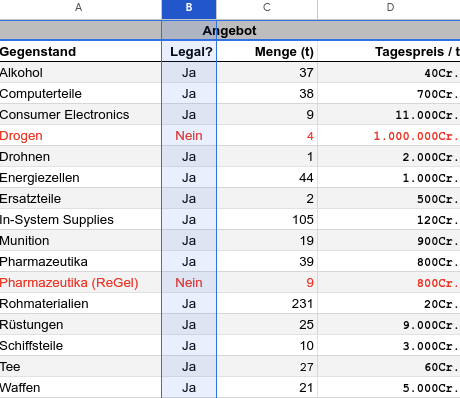 A B C D
Angebot
Gegenstand Legal? Menge (t) Tagespreis / t
Alkohol Ja 37 40Cr.
Computerteile Ja 38 700Cr.
Consumer Electronics Ja 9 11.000Cr.
Drogen Nein 4 1.000.000Cr.
Drohnen Ja 1 2.000Cr.
Energiezellen Ja 44 1.000Cr.
Ersatzteile Ja 2 500Cr.
In-System Supplies Ja 105 120Cr.
Munition Ja 19 900Cr.
Pharmazeutika Ja 39 800Cr.
Pharmazeutika (ReGel) Nein 9 800Cr.
Rohmaterialien Ja 231 20Cr.
Rüstungen Ja 25 9.000Cr.
Schiffsteile Ja 10 3.000Cr.
Tee Ja 27 60Cr.
Waffen Ja 21 5.000Cr.